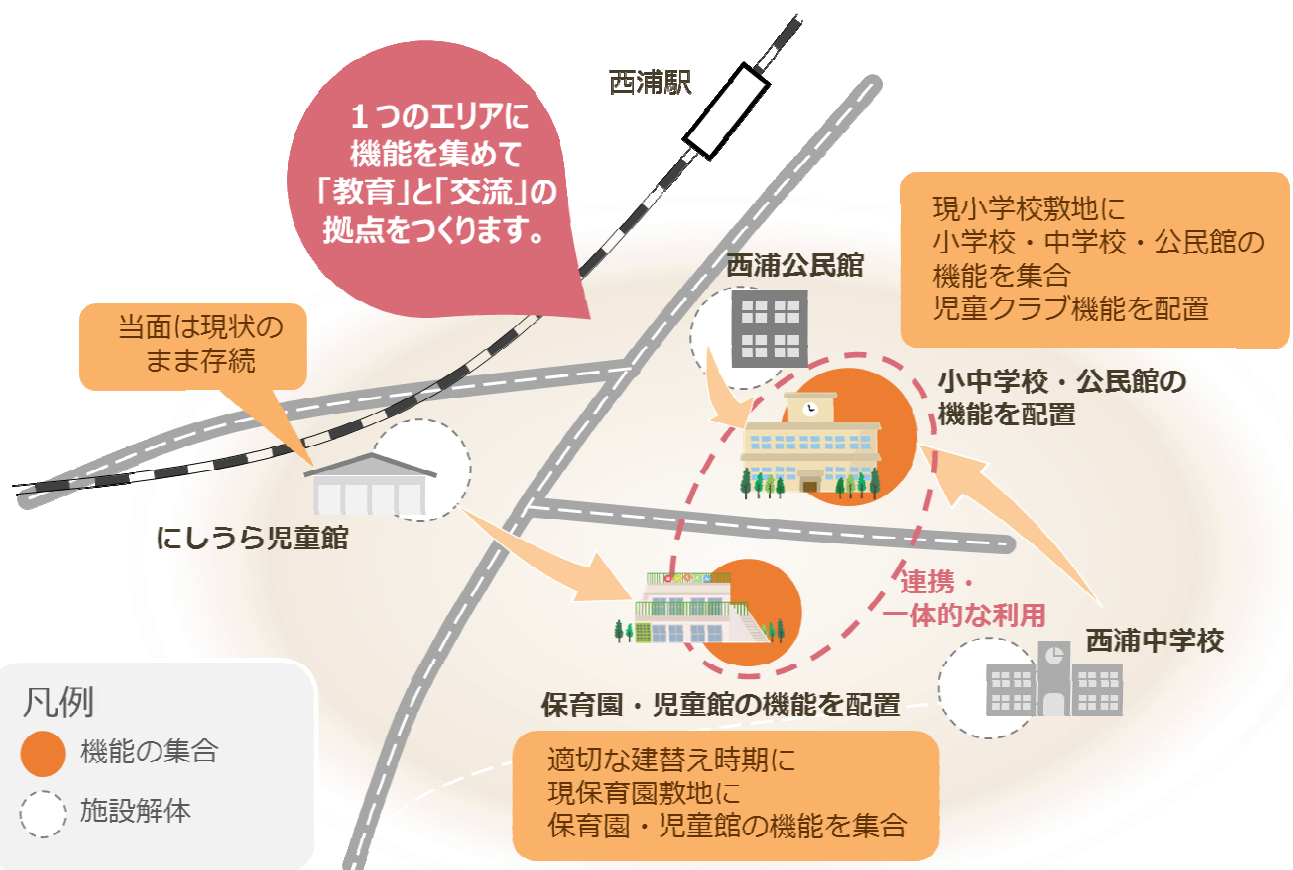 西浦駅
1つのエリアに
機能を集めて
「教育」と「交流」の
拠点をつくります。
現小学校敷地に
小学校・中学校・公民館の
機能を集合
児童クラブ機能を配置
西浦公民館
当面は現状の
まま存続
小中学校・公民館の
機能を配置
にしうら児童館
連携・
一体的な利用
西浦中学校
保育園・児童館の機能を配置
適切な建替え時期に
現保育園敷地に
保育園・児童館の機能を集合
凡例
機能の集合
施設解体